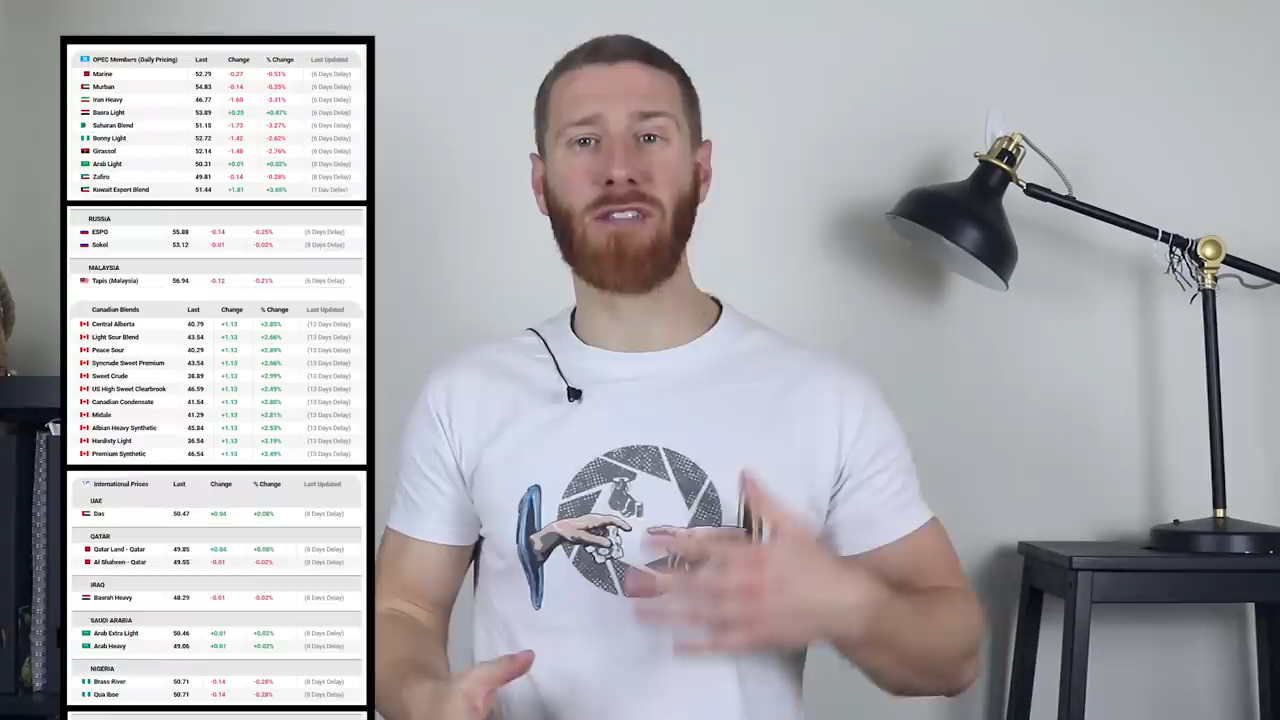 OPEC Members (Daily Pricing) Last Change % Change Last Updated
Marine 52.79 -0.27 -0.51% (6 Days Delay)
Murban 54.83 -0.14 -0.25% (6 Days Delay)
Iran Heavy 46.77 -1.60 -3.31% (6 Days Delay)
Basra Light 53.89 +0.25 +0.47% (6 Days Delay)
Saharan Blend 51.15 -1.73 -3.27% (6 Days Delay)
Bonny Light 52.72 -1.42 -2.62% (6 Days Delay)
Girassol 52.14 -1.48 -2.76% (6 Days Delay)
Arab Light 50.31 +0.01 +0.02% (8 Days Delay)
Zafiro 49.81 -0.14 -0.28% (8 Days Delay)
Kuwait Export Blend 51.44 +1.81 +3.65% (1 Day Delay)
RUSSIA
ESPO 55.88 -0.14 -0.25% (6 Days Delay)
Sokol 53.12 -0.01 -0.02% (8 Days Delay)
MALAYSIA
Tapis (Malaysia) 56.94 -0.12 -0.21% (6 Days Delay)
Canadian Blends Last Change % Change Last Updated
Central Alberta 40.79 +1.13 +2.85% (13 Days Delay)
Light Sour Blend 43.54 +1.13 +2.66% (13 Days Delay)
Peace Sour 40.29 +1.13 +2.89% (13 Days Delay)
Syncrude Sweet Premium 43.54 +1.13 +2.66% (13 Days Delay)
Sweet Crude 38.89 +1.13 +2.99% (13 Days Delay)
US High Sweet Clearbrook 46.59 +1.13 +2.49% (13 Days Delay)
Canadian Condensate 41.54 +1.13 +2.80% (13 Days Delay)
Midale 41.29 +1.13 +2.81% (13 Days Delay)
Albian Heavy Synthetic 45.84 +1.13 +2.53% (13 Days Delay)
Hardisty Light 36.54 +1.13 +3.19% (13 Days Delay)
Premium Synthetic 46.54 +1.13 +2.49% (13 Days Delay)
International Prices Last Change % Change Last Updated
UAE
Das 50.47 +0.04 +0.08% (8 Days Delay)
QATAR
Qatar Land - Qatar 49.85 +0.04 +0.08% (8 Days Delay)
Al Shaheen - Qatar 49.55 -0.01 -0.02% (8 Days Delay)
IRAQ
Basrah Heavy 48.29 -0.01 -0.02% (8 Days Delay)
SAUDI ARABIA
Arab Extra Light 50.46 +0.01 +0.02% (8 Days Delay)
Arab Heavy 49.06 +0.01 +0.02% (8 Days Delay)
NIGERIA
Brass River 50.71 -0.14 -0.28% (8 Days Delay)
Qua Iboe 50.71 -0.14 -0.28% (8 Days Delay)